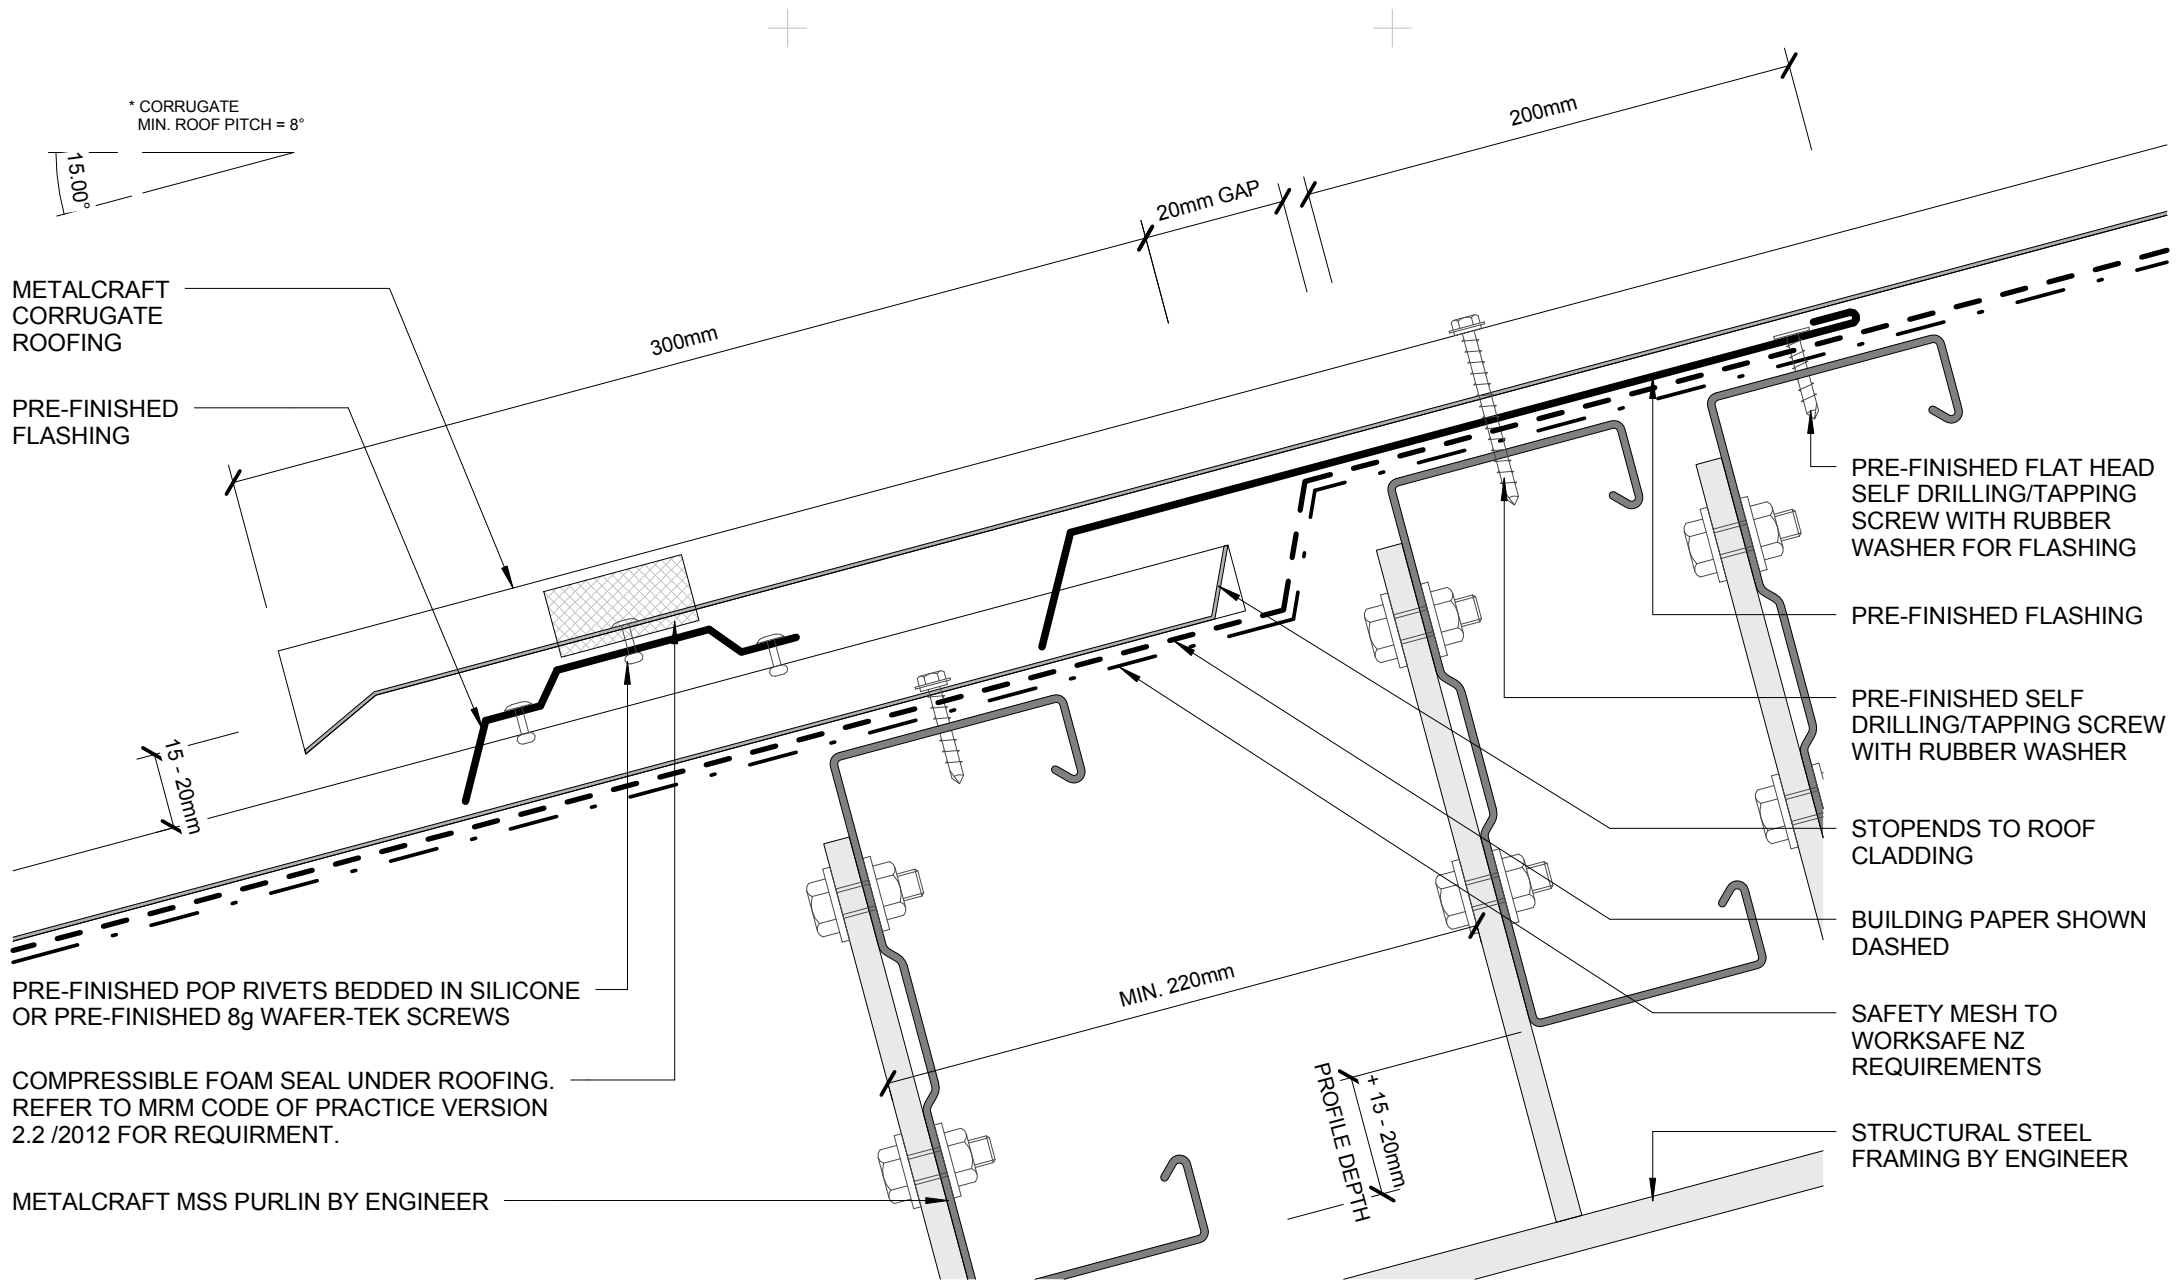 * CORRUGATE
MIN. ROOF PITCH = 8°
15.00°
200mm
20mm GAP
300mm
METALCRAFT
CORRUGATE
ROOFING
PRE-FINISHED
FLASHING
15 - 20mm
PRE-FINISHED POP RIVETS BEDDED IN SILICONE
OR PRE-FINISHED 8g WAFER-TEK SCREWS
COMPRESSIBLE FOAM SEAL UNDER ROOFING.
REFER TO MRM CODE OF PRACTICE VERSION
2.2 /2012 FOR REQUIRMENT.
METALCRAFT MSS PURLIN BY ENGINEER
MIN. 220mm
PROFILE DEPTH
+ 15 - 20mm
PRE-FINISHED FLAT HEAD
SELF DRILLING/TAPPING
SCREW WITH RUBBER
WASHER FOR FLASHING
PRE-FINISHED FLASHING
PRE-FINISHED SELF
DRILLING/TAPPING SCREW
WITH RUBBER WASHER
STOPENDS TO ROOF
CLADDING
BUILDING PAPER SHOWN
DASHED
SAFETY MESH TO
WORKSAFE NZ
REQUIREMENTS
STRUCTURAL STEEL
FRAMING BY ENGINEER